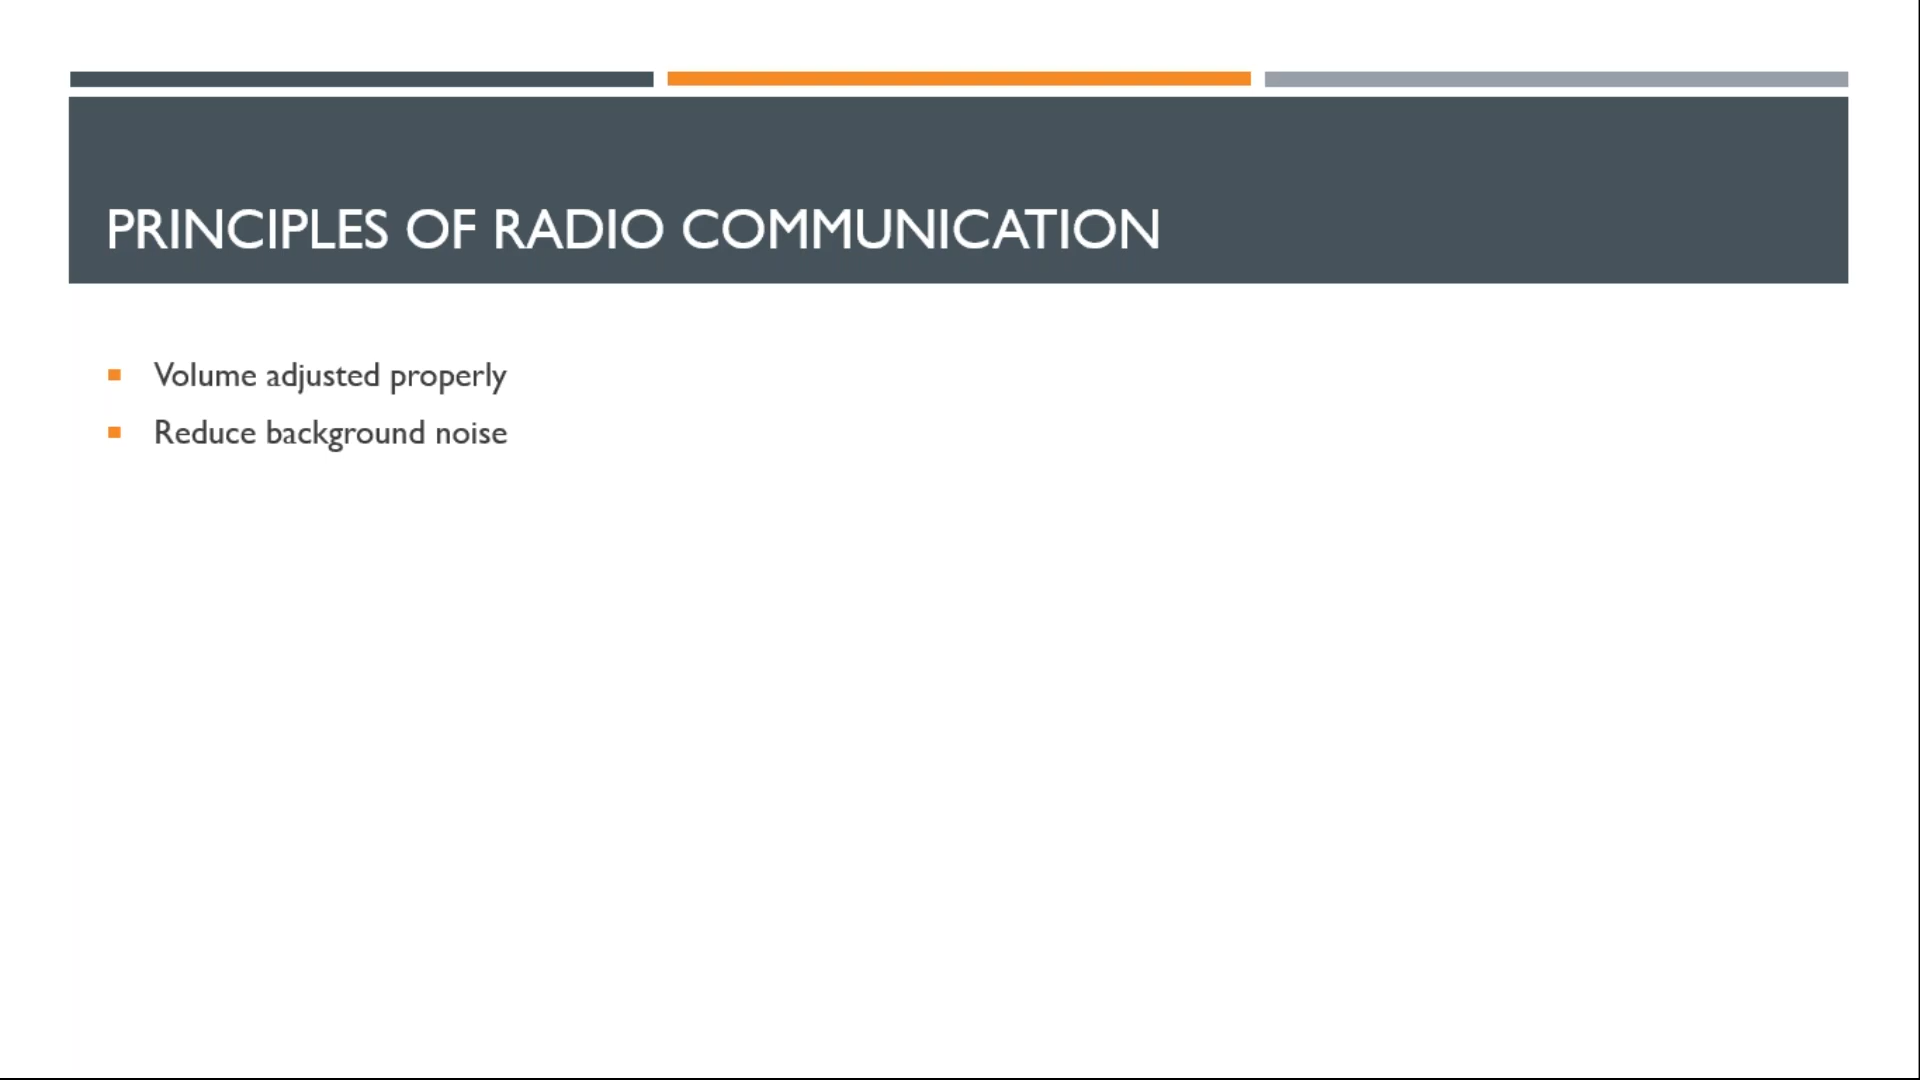 PRINCIPLES OF RADIO COMMUNICATION
Volume adjusted properly
Reduce background noise